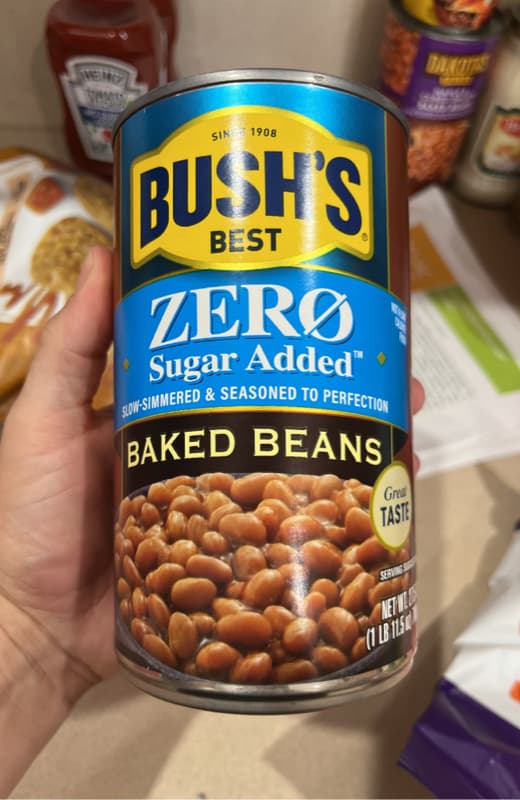 SINCE 1908
BUSH'S®
BEST
ZERØ
Sugar Added™
SLOW-SIMMERED & SEASONED TO PERFECTION
BAKED BEANS
Great
TASTE
SERVING
NET WT.
(1 LB 11.5
HEINZ